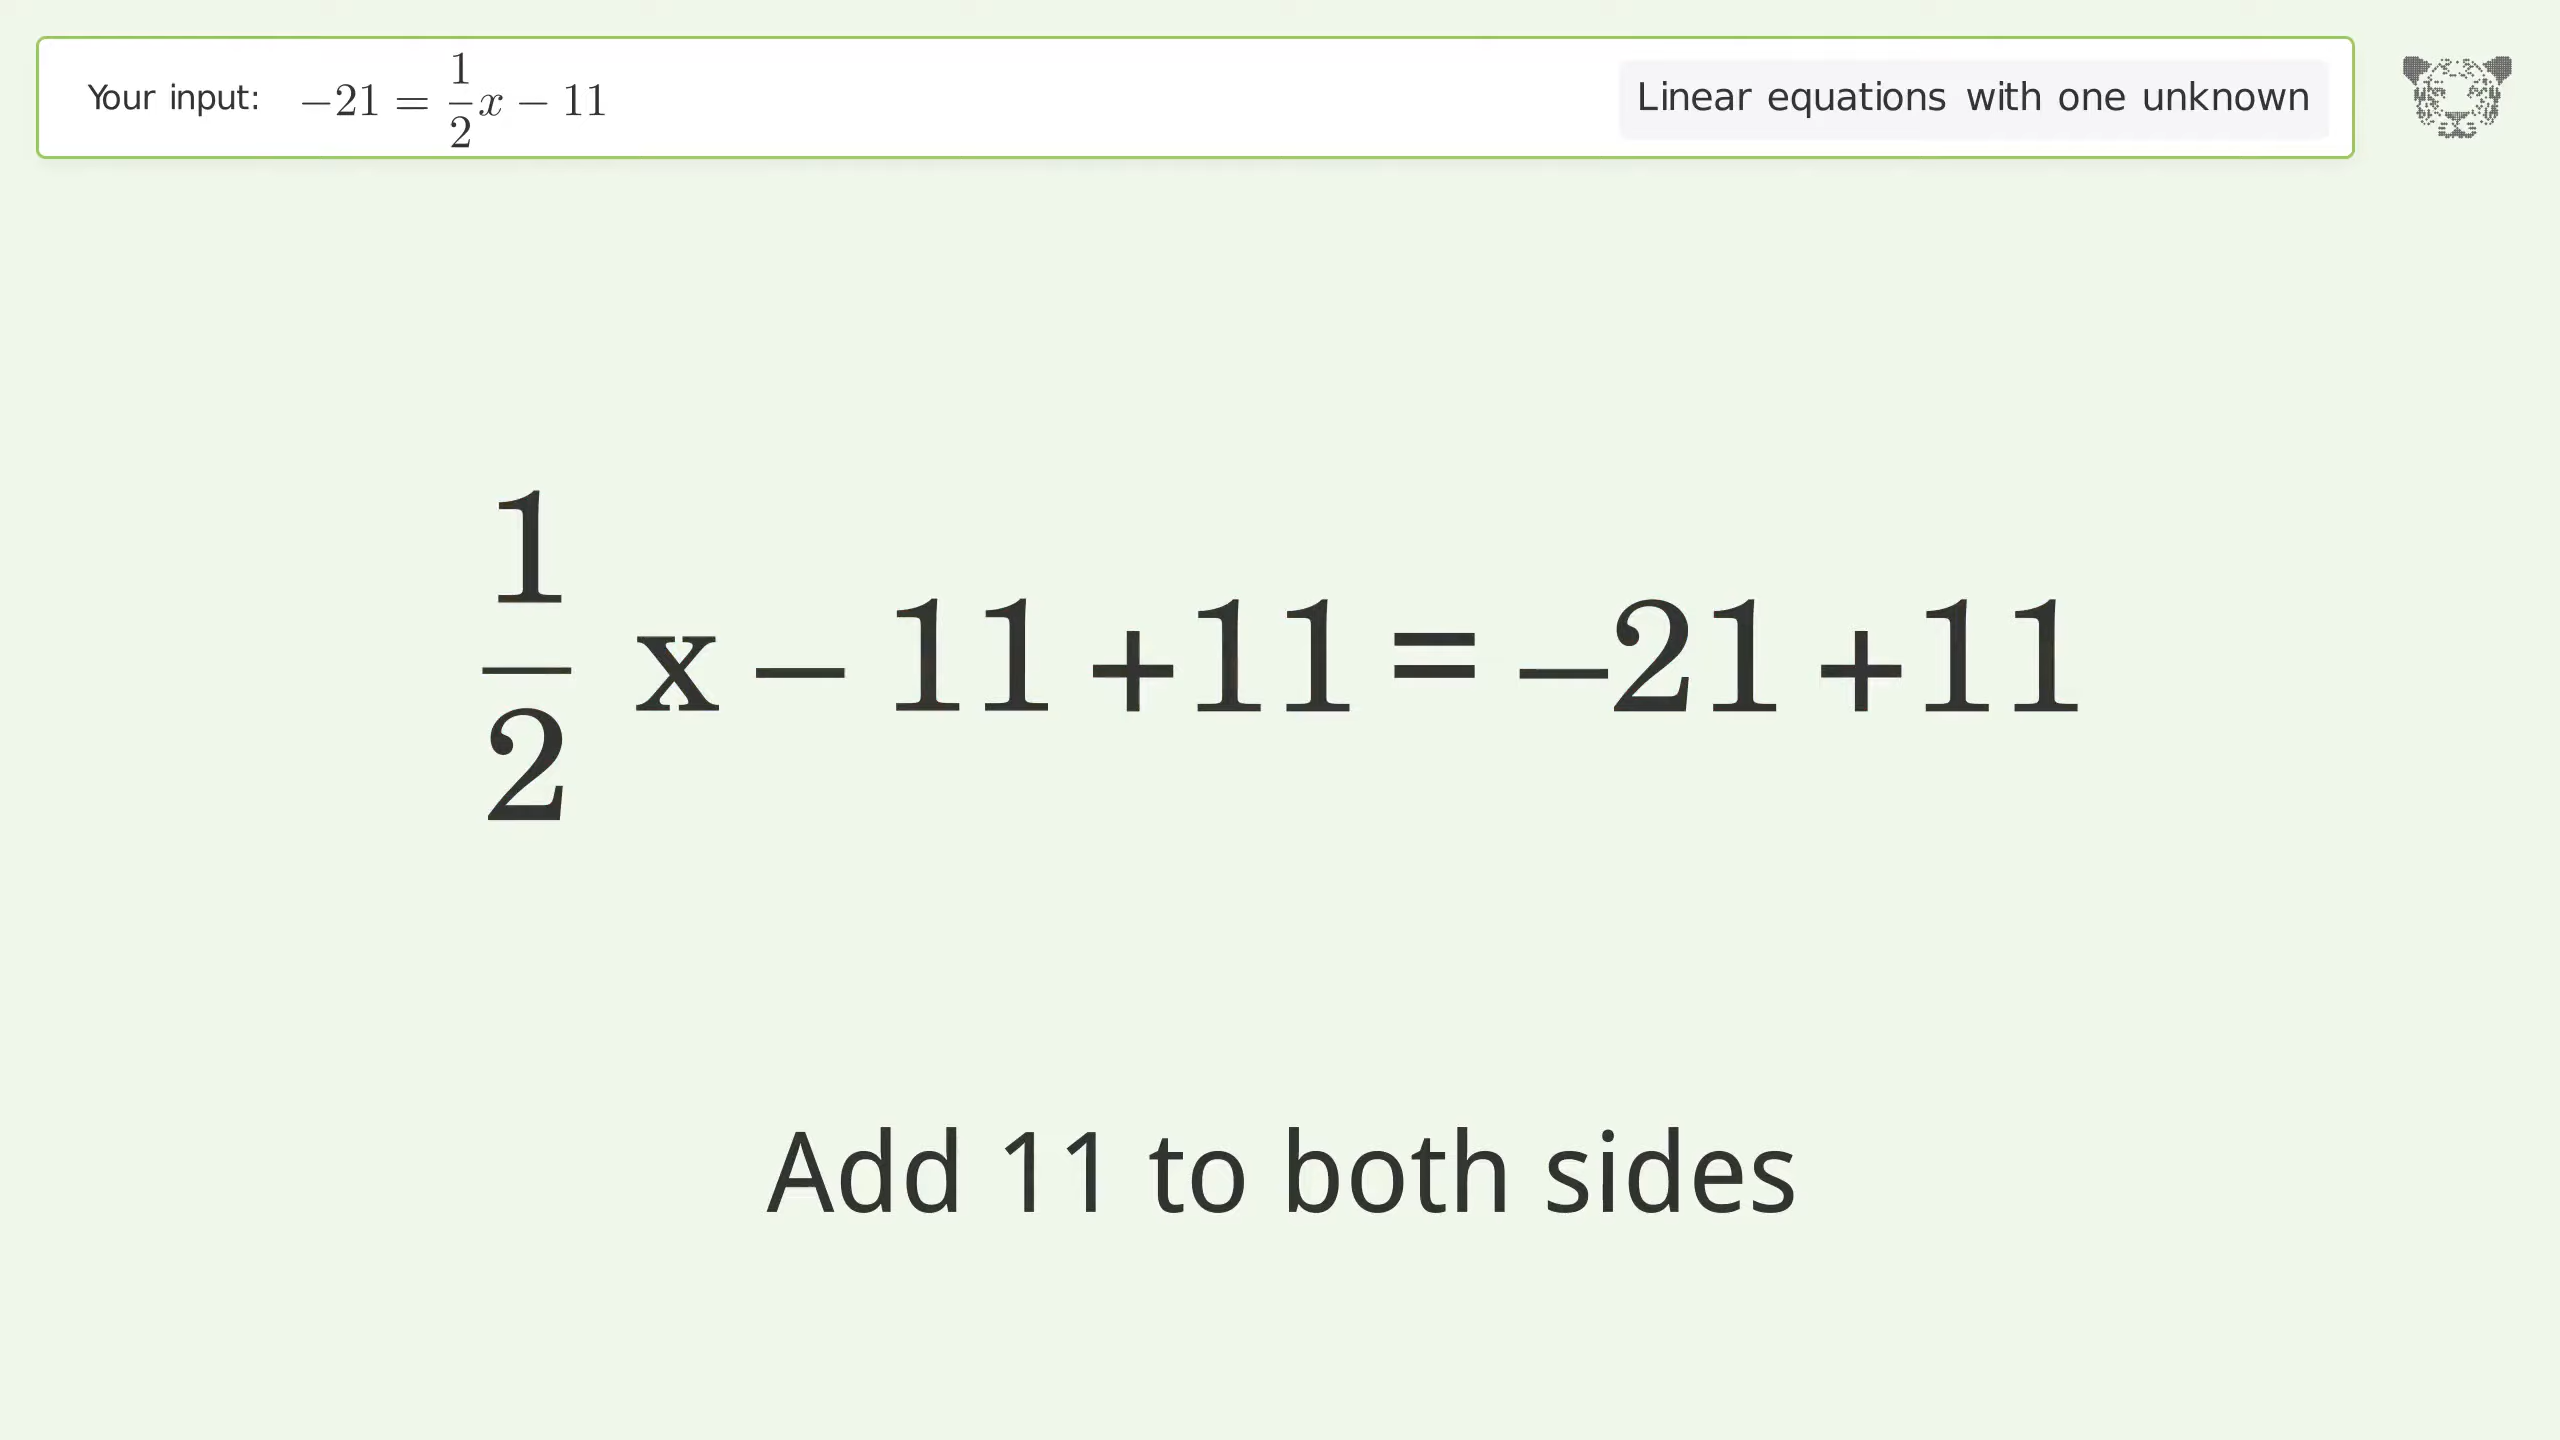 Your input: −21 = 1/2 x − 11
Linear equations with one unknown
1/2 x − 11 +11 = −21 +11
Add 11 to both sides